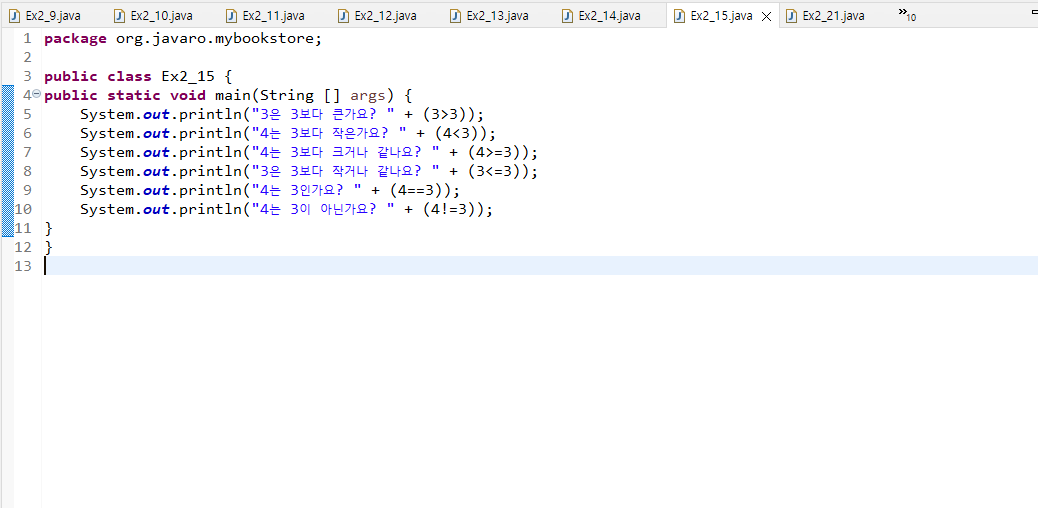 Ex2_9.java Ex2_10.java Ex2_11.java Ex2_12.java Ex2_13.java Ex2_14.java Ex2_15.java Ex2_21.java »10
1 package org.javaro.mybookstore;
2
3 public class Ex2_15 {
4 public static void main(String [] args) {
5     System.out.println("3은 3보다 큰가요? " + (3>3));
6     System.out.println("4는 3보다 작은가요? " + (4<3));
7     System.out.println("4는 3보다 크거나 같나요? " + (4>=3));
8     System.out.println("3은 3보다 작거나 같나요? " + (3<=3));
9     System.out.println("4는 3인가요? " + (4==3));
10     System.out.println("4는 3이 아닌가요? " + (4!=3));
11 }
12 }
13